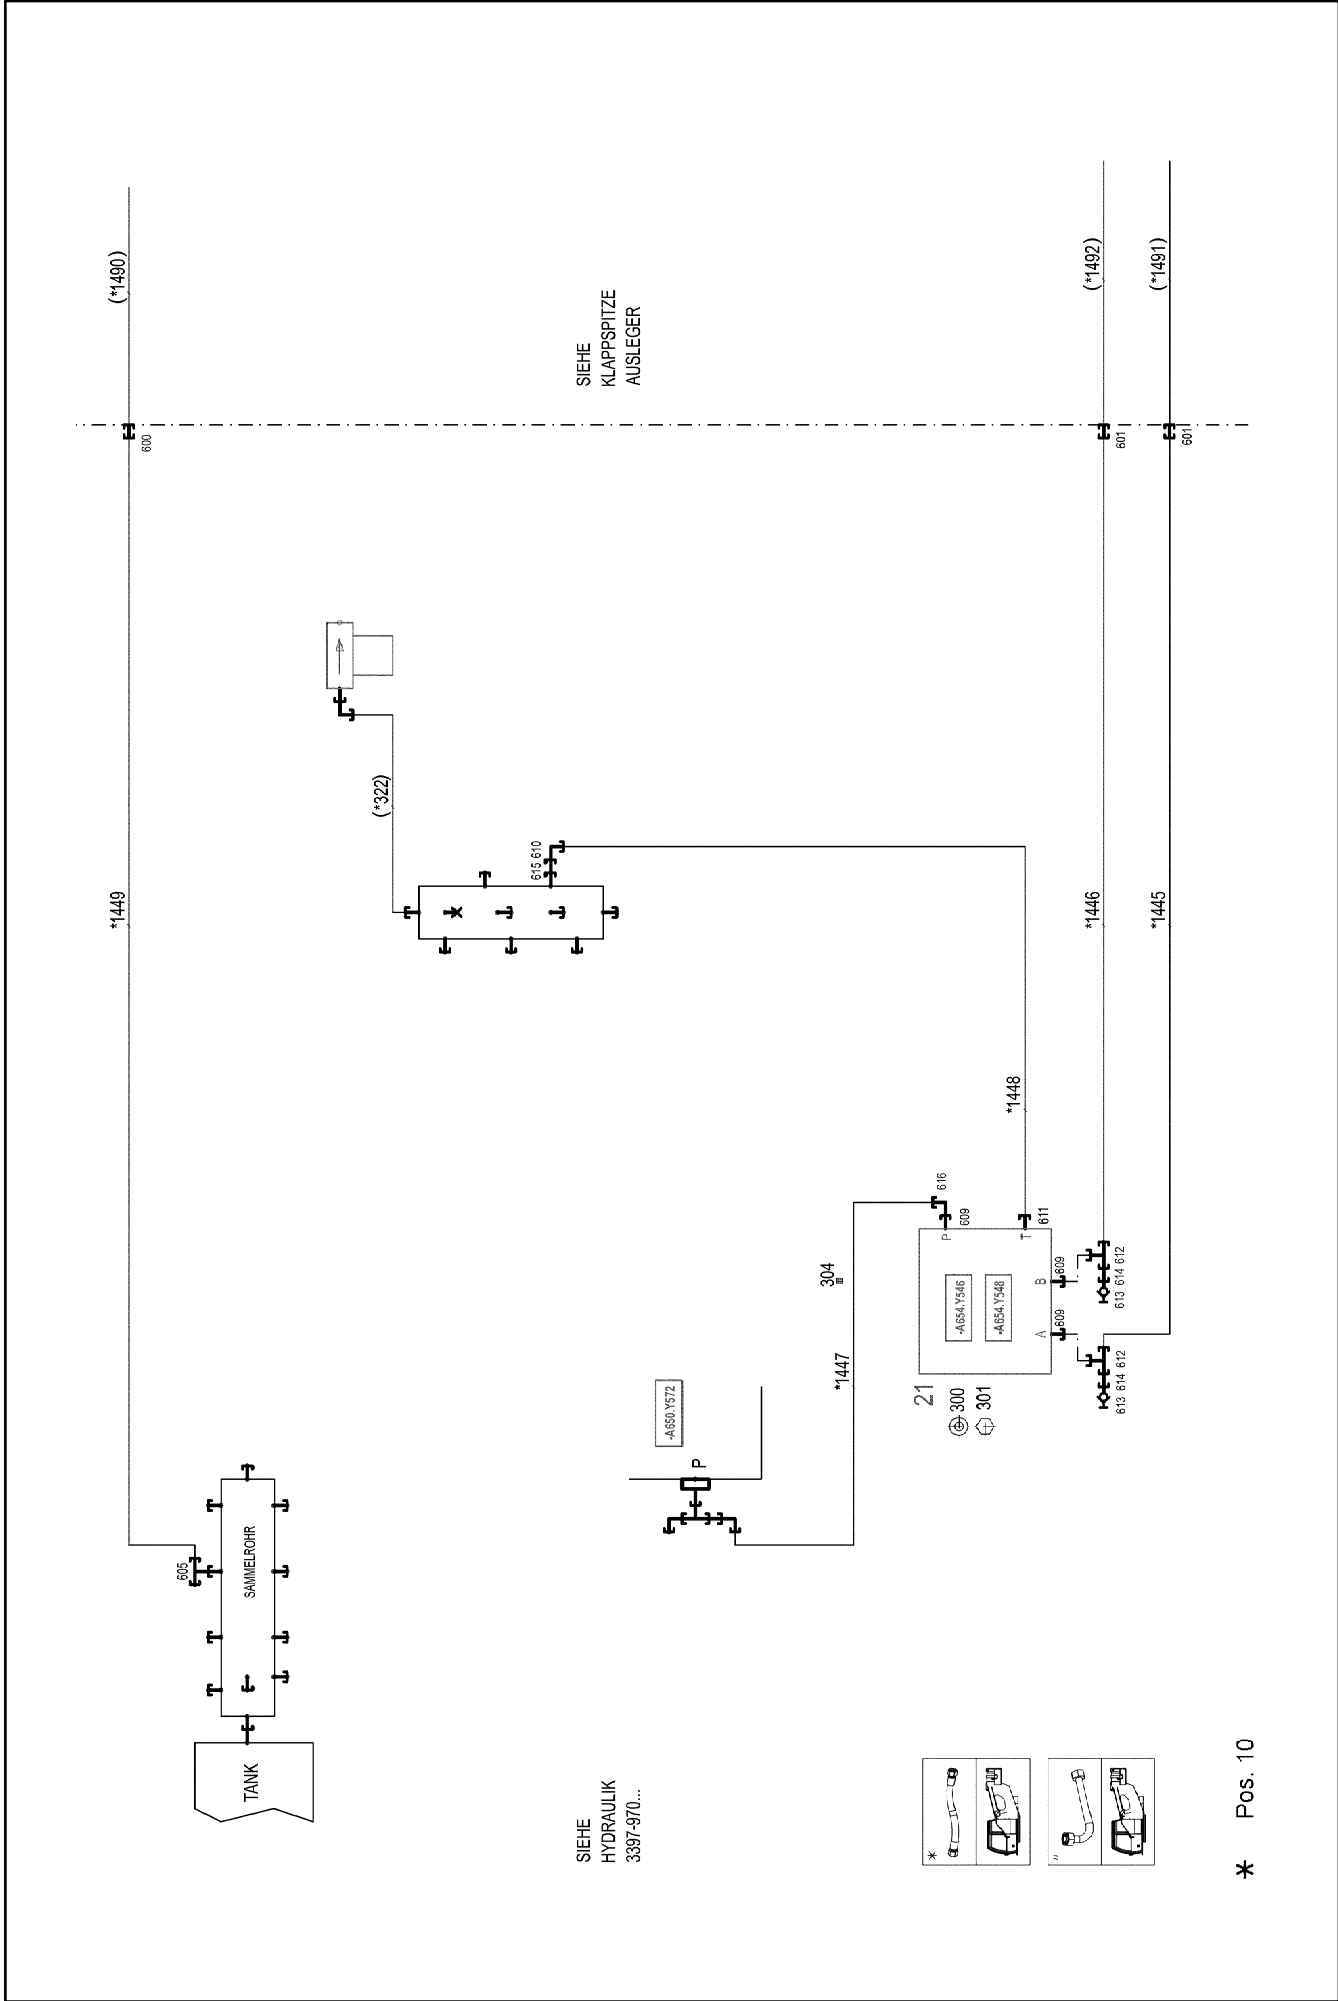 *1449
(*1490)
600
605
TANK
SAMMELROHR
(*322)
615 610
SIEHE
HYDRAULIK
3397-970...
SIEHE
KLAPPSPITZE
AUSLEGER
-A650.Y572
P
304
*1447
21
300
301
616
P
609
-A654.Y546
-A654.Y548
*1448
T
611
A
B
609
609
*1446
(*1492)
601
613 614 612
613 614 612
*1445
(*1491)
601
*
"
* Pos. 10